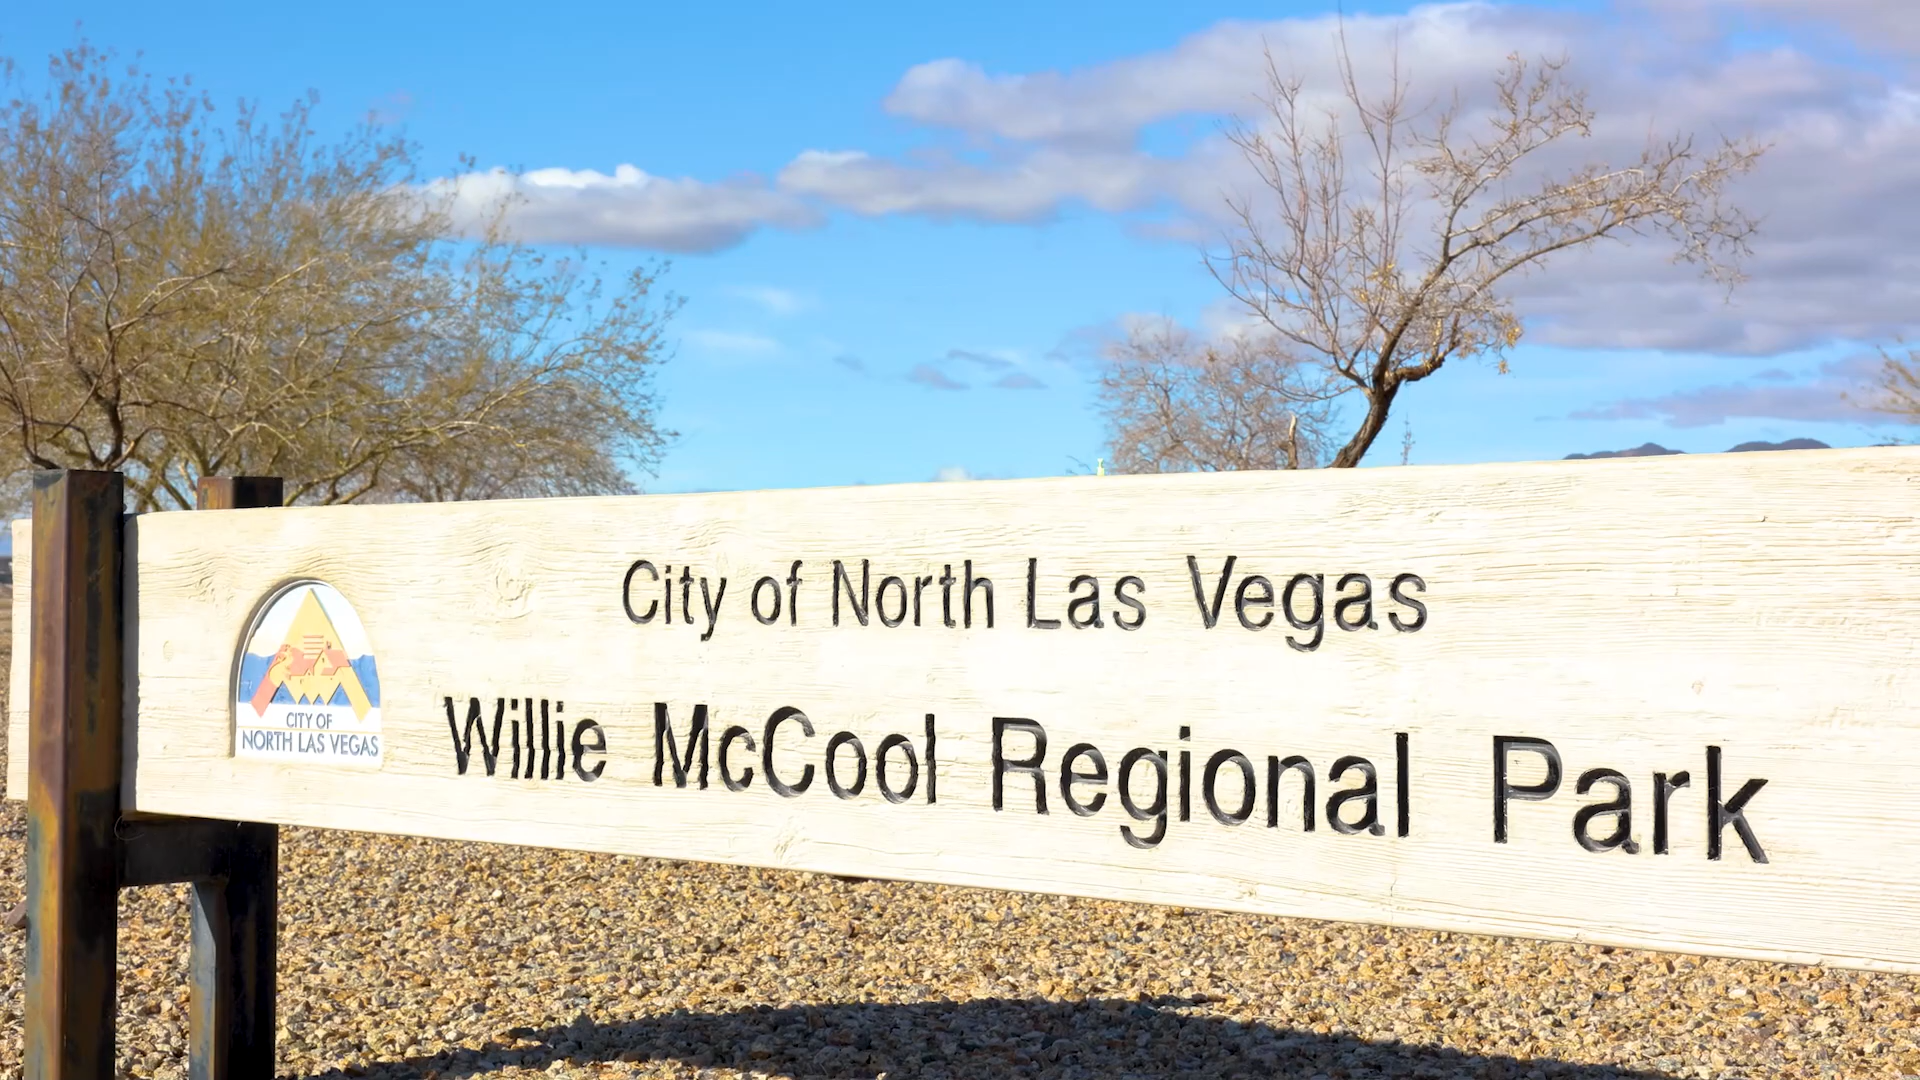 City of North Las Vegas
Willie McCool Regional Park
CITY OF
NORTH LAS VEGAS